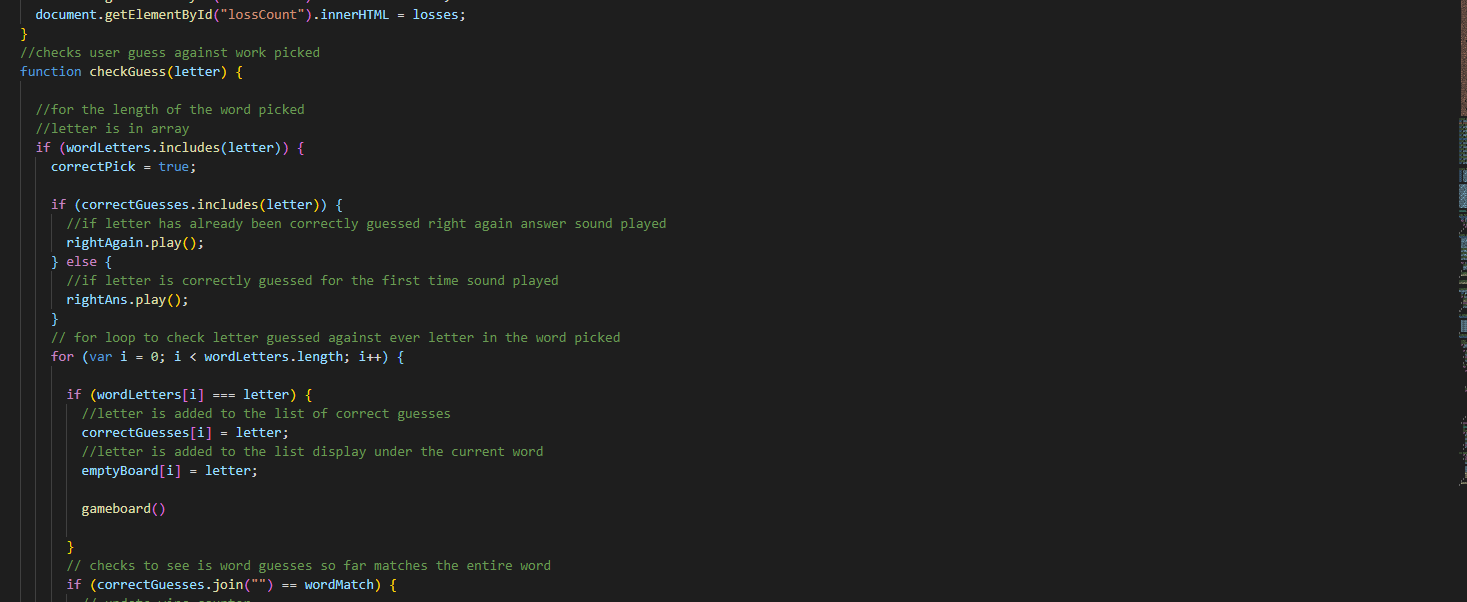 document.getElementById("lossCount").innerHTML = losses;
}
//checks user guess against work picked
function checkGuess(letter) {
//for the length of the word picked
//letter is in array
if (wordLetters.includes(letter)) {
correctPick = true;
if (correctGuesses.includes(letter)) {
//if letter has already been correctly guessed right again answer sound played
rightAgain.play();
} else {
//if letter is correctly guessed for the first time sound played
rightAns.play();
}
// for loop to check letter guessed against ever letter in the word picked
for (var i = 0; i < wordLetters.length; i++) {
if (wordLetters[i] === letter) {
//letter is added to the list of correct guesses
correctGuesses[i] = letter;
//letter is added to the list display under the current word
emptyBoard[i] = letter;
gameboard()
}
// checks to see is word guesses so far matches the entire word
if (correctGuesses.join("") == wordMatch) {